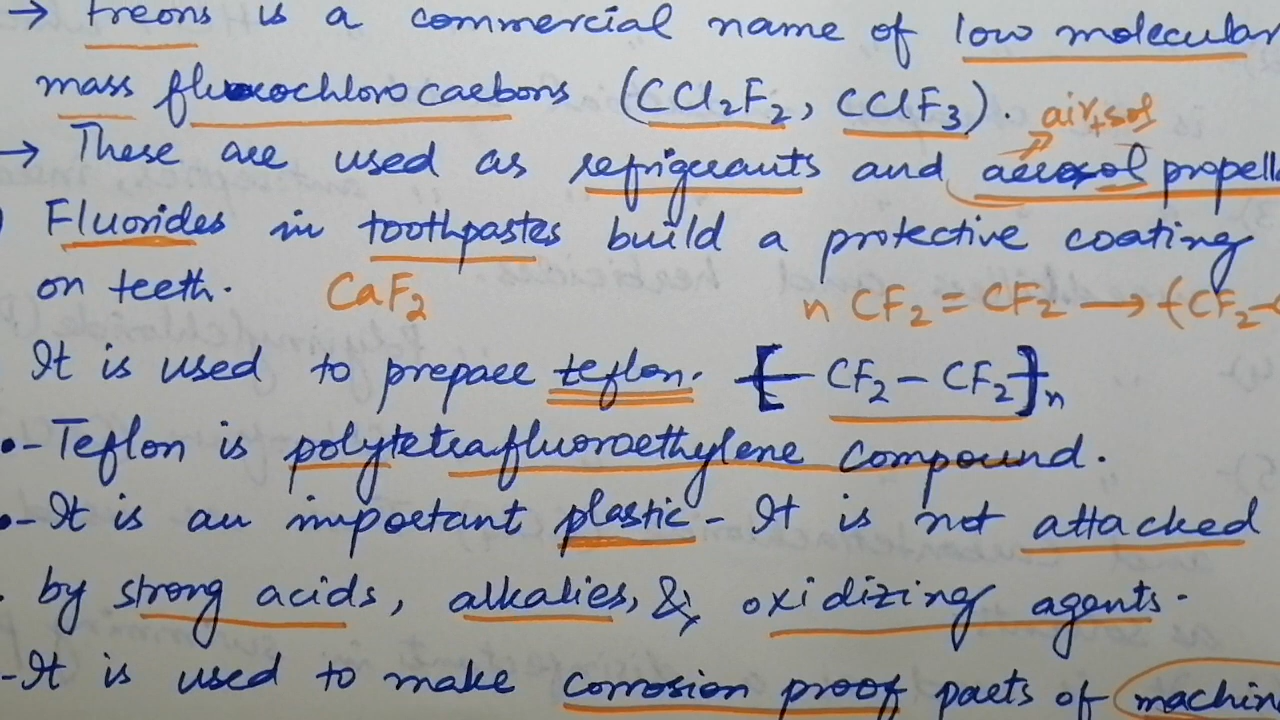 → Freons is a commercial name of low molecular
mass fluorochlorocarbons (CCl₂F₂, CClF₃).
air+sol
→ These are used as refrigerants and aerosol propell
Fluorides in toothpastes build a protective coating
on teeth. CaF₂ n CF₂ = CF₂ → (CF₂-
It is used to prepare teflon. [- CF₂ - CF₂]n
•- Teflon is polytetrafluoroethylene compound.
•- It is an important plastic - It is not attacked
by strong acids, alkalies, & oxidizing agents.
- It is used to make corrosion proof parts of machin